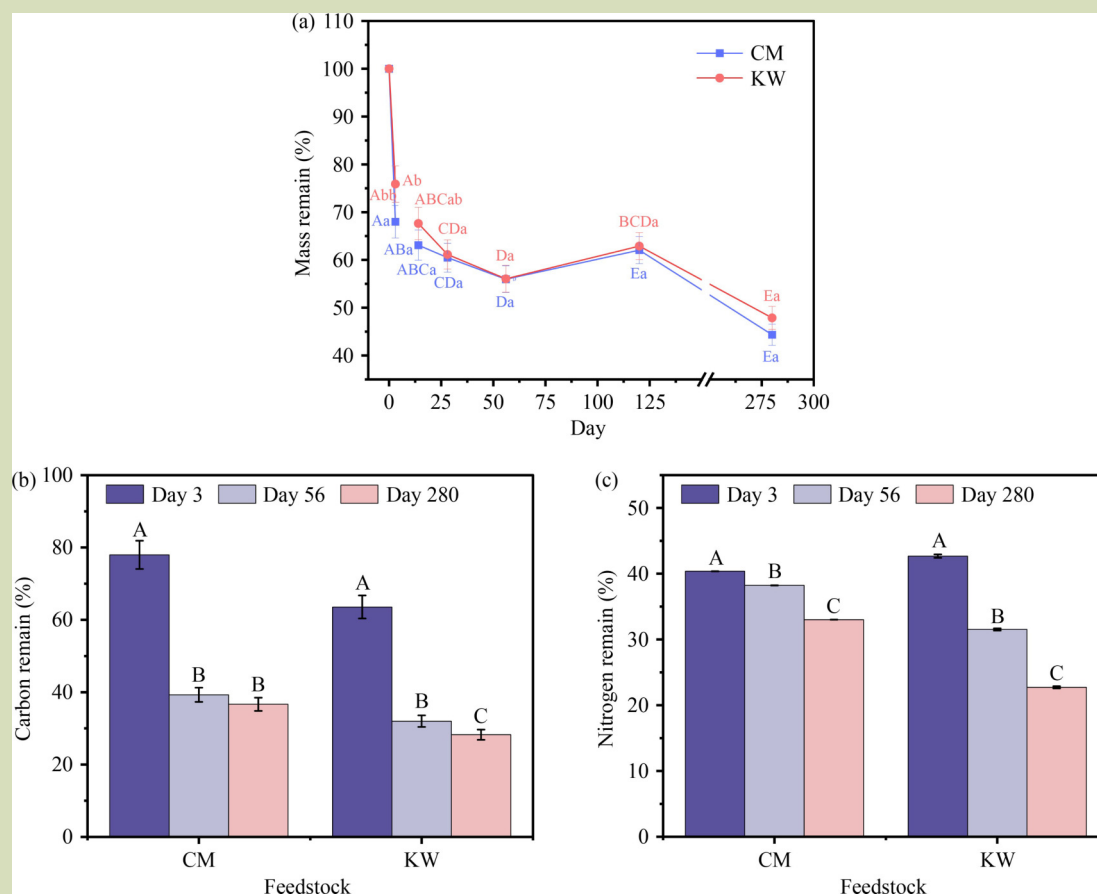 (a)
110
100
90
80
70
60
50
40
Mass remain (%)
CM
KW
Ab
Abb
Aa
ABCab
ABa
ABCa
CDa
CDa
Da
Da
BCDa
Ea
Ea
Ea
0 25 50 75 100 125 275 300
Day
(b)
100
80
60
40
20
0
Carbon remain (%)
Day 3 Day 56 Day 280
A B B A B C
CM KW
Feedstock
(c)
50
40
30
20
10
0
Nitrogen remain (%)
Day 3 Day 56 Day 280
A B C A B C
CM KW
Feedstock